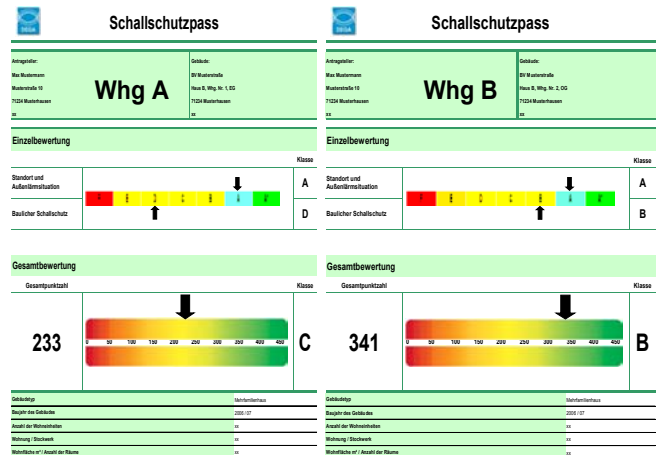 DEGA
Schallschutzpass
Antragsteller:
Max Mustermann
Musterstraße 10
71234 Musterhausen
xx
Whg A
Gebäude:
BV Musterstraße
Haus B, Whg. Nr. 1, EG
71234 Musterhausen
xx
Einzelbewertung
Klasse
Standort und
Außenlärmsituation
A
Baulicher Schallschutz
D
Gesamtbewertung
Gesamtpunktzahl
Klasse
233
0 50 100 150 200 250 300 350 400 450
C
Gebäudetyp Mehrfamilienhaus
Baujahr des Gebäudes 2006 / 07
Anzahl der Wohneinheiten xx
Wohnung / Stockwerk xx
Wohnfläche m² / Anzahl der Räume xx
DEGA
Schallschutzpass
Antragsteller:
Max Mustermann
Musterstraße 10
71234 Musterhausen
xx
Whg B
Gebäude:
BV Musterstraße
Haus B, Whg. Nr. 2, OG
71234 Musterhausen
xx
Einzelbewertung
Klasse
Standort und
Außenlärmsituation
A
Baulicher Schallschutz
B
Gesamtbewertung
Gesamtpunktzahl
Klasse
341
0 50 100 150 200 250 300 350 400 450
B
Gebäudetyp Mehrfamilienhaus
Baujahr des Gebäudes 2006 / 07
Anzahl der Wohneinheiten xx
Wohnung / Stockwerk xx
Wohnfläche m² / Anzahl der Räume xx